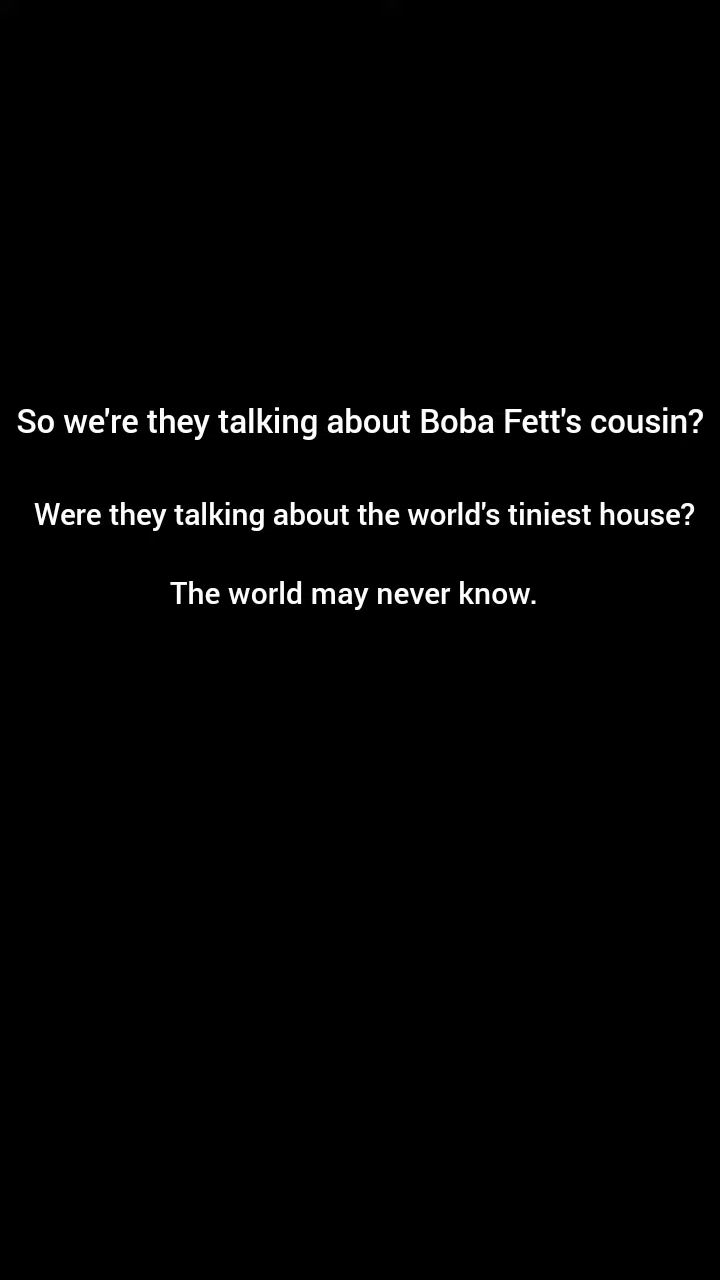 So we're they talking about Boba Fett's cousin?
Were they talking about the world's tiniest house?
The world may never know.